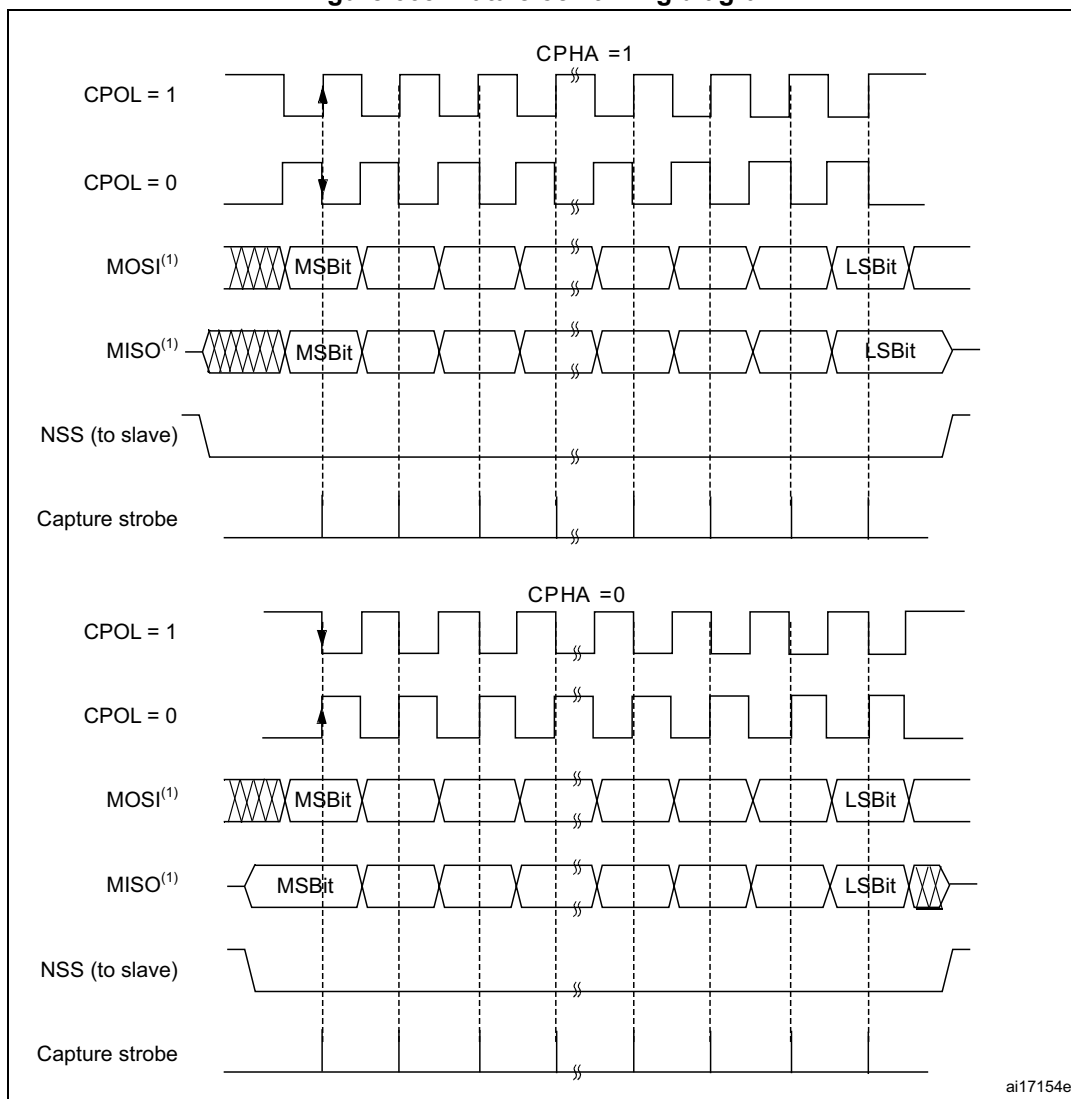 CPHA =1
CPOL = 1
CPOL = 0
MOSI(1) MSBit LSBit
MISO(1) MSBit LSBit
NSS (to slave)
Capture strobe
CPHA =0
CPOL = 1
CPOL = 0
MOSI(1) MSBit LSBit
MISO(1) MSBit LSBit
NSS (to slave)
Capture strobe
ai17154e